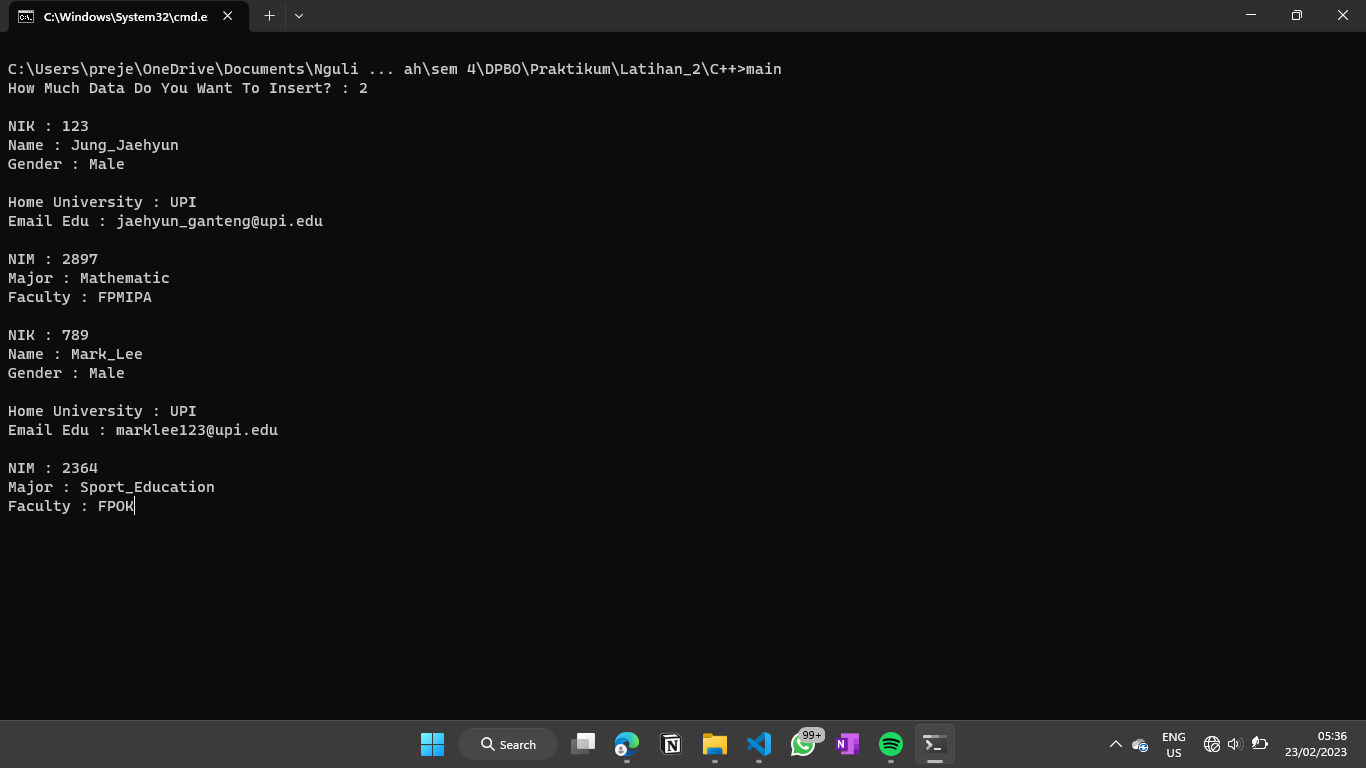 C:\Windows\System32\cmd.e
C:\Users\preje\OneDrive\Documents\Nguli ... ah\sem 4\DPBO\Praktikum\Latihan_2\C++>main
How Much Data Do You Want To Insert? : 2
NIK : 123
Name : Jung_Jaehyun
Gender : Male
Home University : UPI
Email Edu : jaehyun_ganteng@upi.edu
NIM : 2897
Major : Mathematic
Faculty : FPMIPA
NIK : 789
Name : Mark_Lee
Gender : Male
Home University : UPI
Email Edu : marklee123@upi.edu
NIM : 2364
Major : Sport_Education
Faculty : FPOK
Search
99+
ENG
US
05:36
23/02/2023